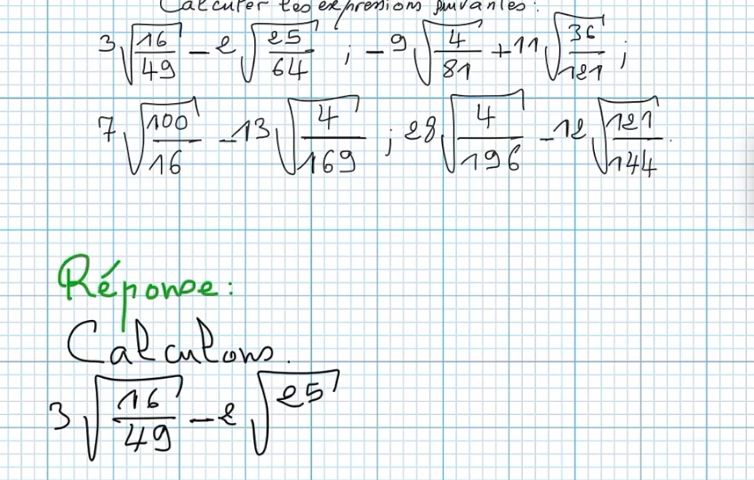 Calculer les expressions suivantes :
3√(16/49) - 2√(25/64) ; -9√(4/81) + 11√(36/121) ;
7√(100/16) - 13√(4/169) ; 28√(4/196) - 12√(121/144).
Réponse :
Calculons.
3√(16/49) - 2√25